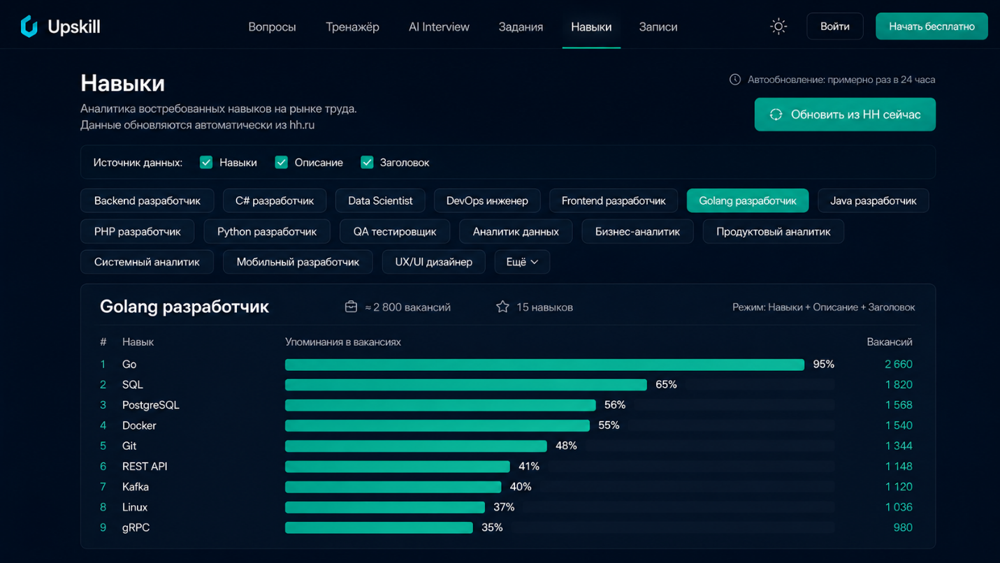 Upskill
Вопросы Тренажёр AI Interview Задания Навыки Записи Войти Начать бесплатно
Навыки
Автообновление: примерно раз в 24 часа
Аналитика востребованных навыков на рынке труда.
Данные обновляются автоматически из hh.ru
Обновить из HH сейчас
Источник данных: Навыки Описание Заголовок
Backend разработчик C# разработчик Data Scientist DevOps инженер Frontend разработчик Golang разработчик Java разработчик
PHP разработчик Python разработчик QA тестировщик Аналитик данных Бизнес-аналитик Продуктовый аналитик
Системный аналитик Мобильный разработчик UX/UI дизайнер Ещё
Golang разработчик ≈ 2 800 вакансий 15 навыков Режим: Навыки + Описание + Заголовок
# Навык Упоминания в вакансиях Вакансий
1 Go 95% 2 660
2 SQL 65% 1 820
3 PostgreSQL 56% 1 568
4 Docker 55% 1 540
5 Git 48% 1 344
6 REST API 41% 1 148
7 Kafka 40% 1 120
8 Linux 37% 1 036
9 gRPC 35% 980